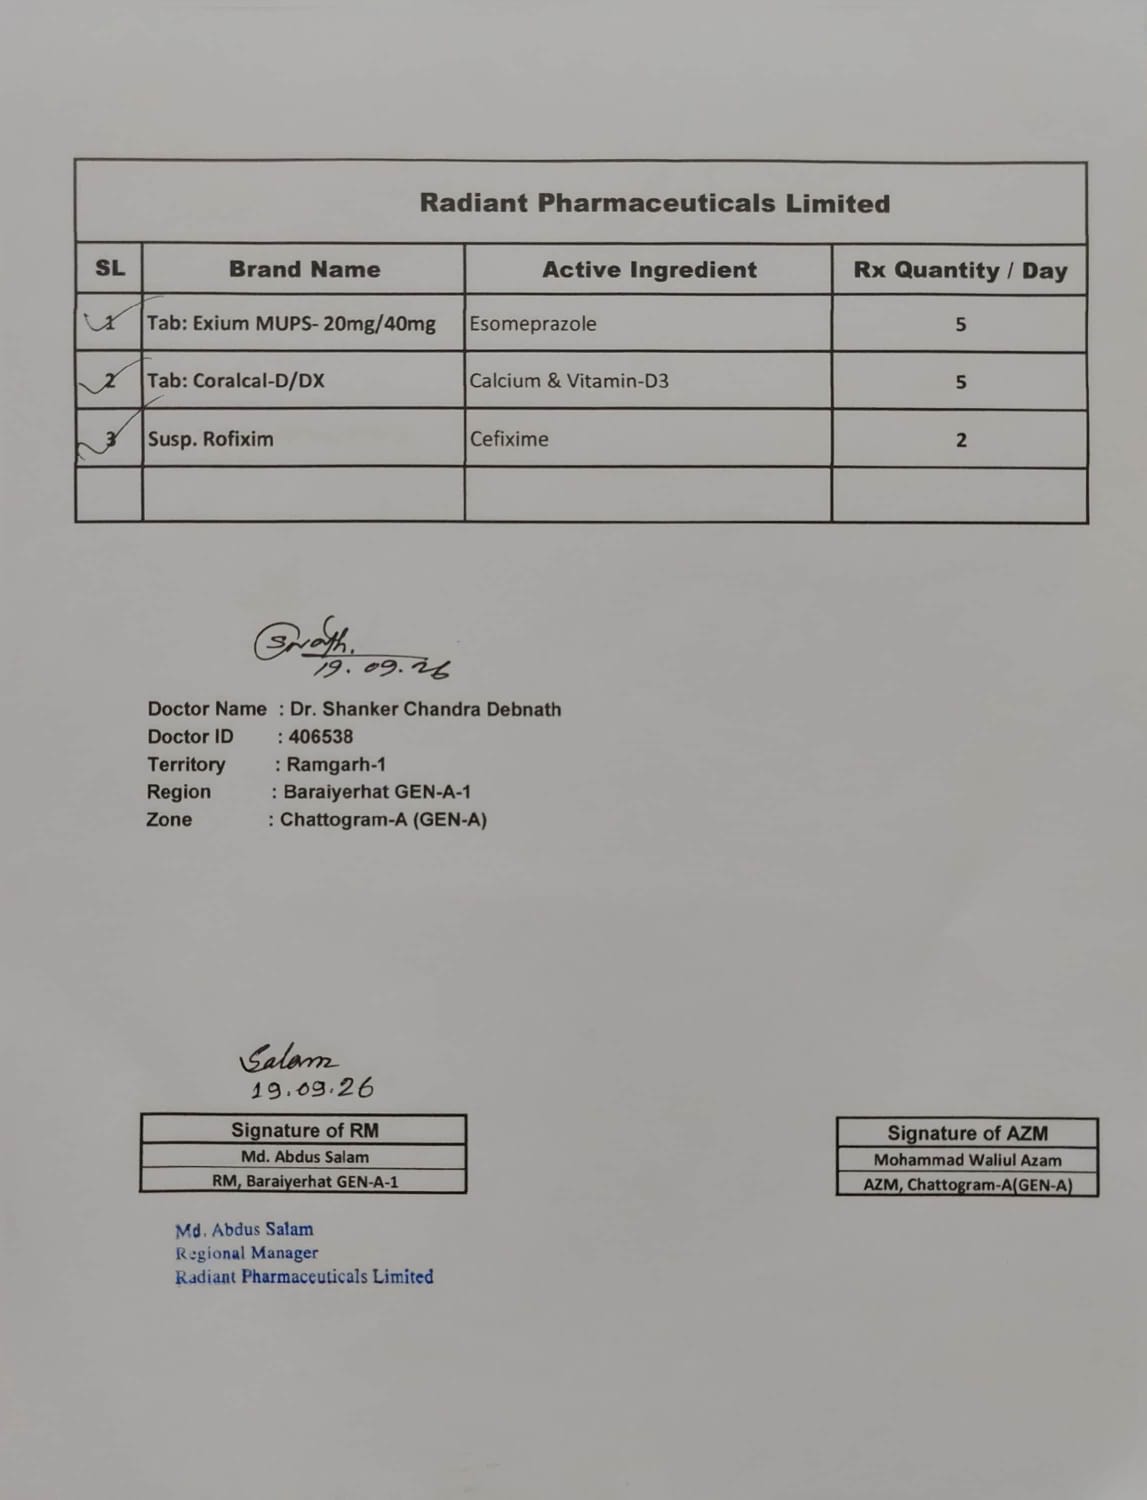 Radiant Pharmaceuticals Limited
SL Brand Name Active Ingredient Rx Quantity / Day
1 Tab: Exium MUPS- 20mg/40mg Esomeprazole 5
2 Tab: Coralcal-D/DX Calcium & Vitamin-D3 5
3 Susp. Rofixim Cefixime 2
19.09.26
Doctor Name : Dr. Shanker Chandra Debnath
Doctor ID : 406538
Territory : Ramgarh-1
Region : Baraiyerhat GEN-A-1
Zone : Chattogram-A (GEN-A)
Salam
19.09.26
Signature of RM
Md. Abdus Salam
RM, Baraiyerhat GEN-A-1
Signature of AZM
Mohammad Waliul Azam
AZM, Chattogram-A(GEN-A)
Md. Abdus Salam
Regional Manager
Radiant Pharmaceuticals Limited